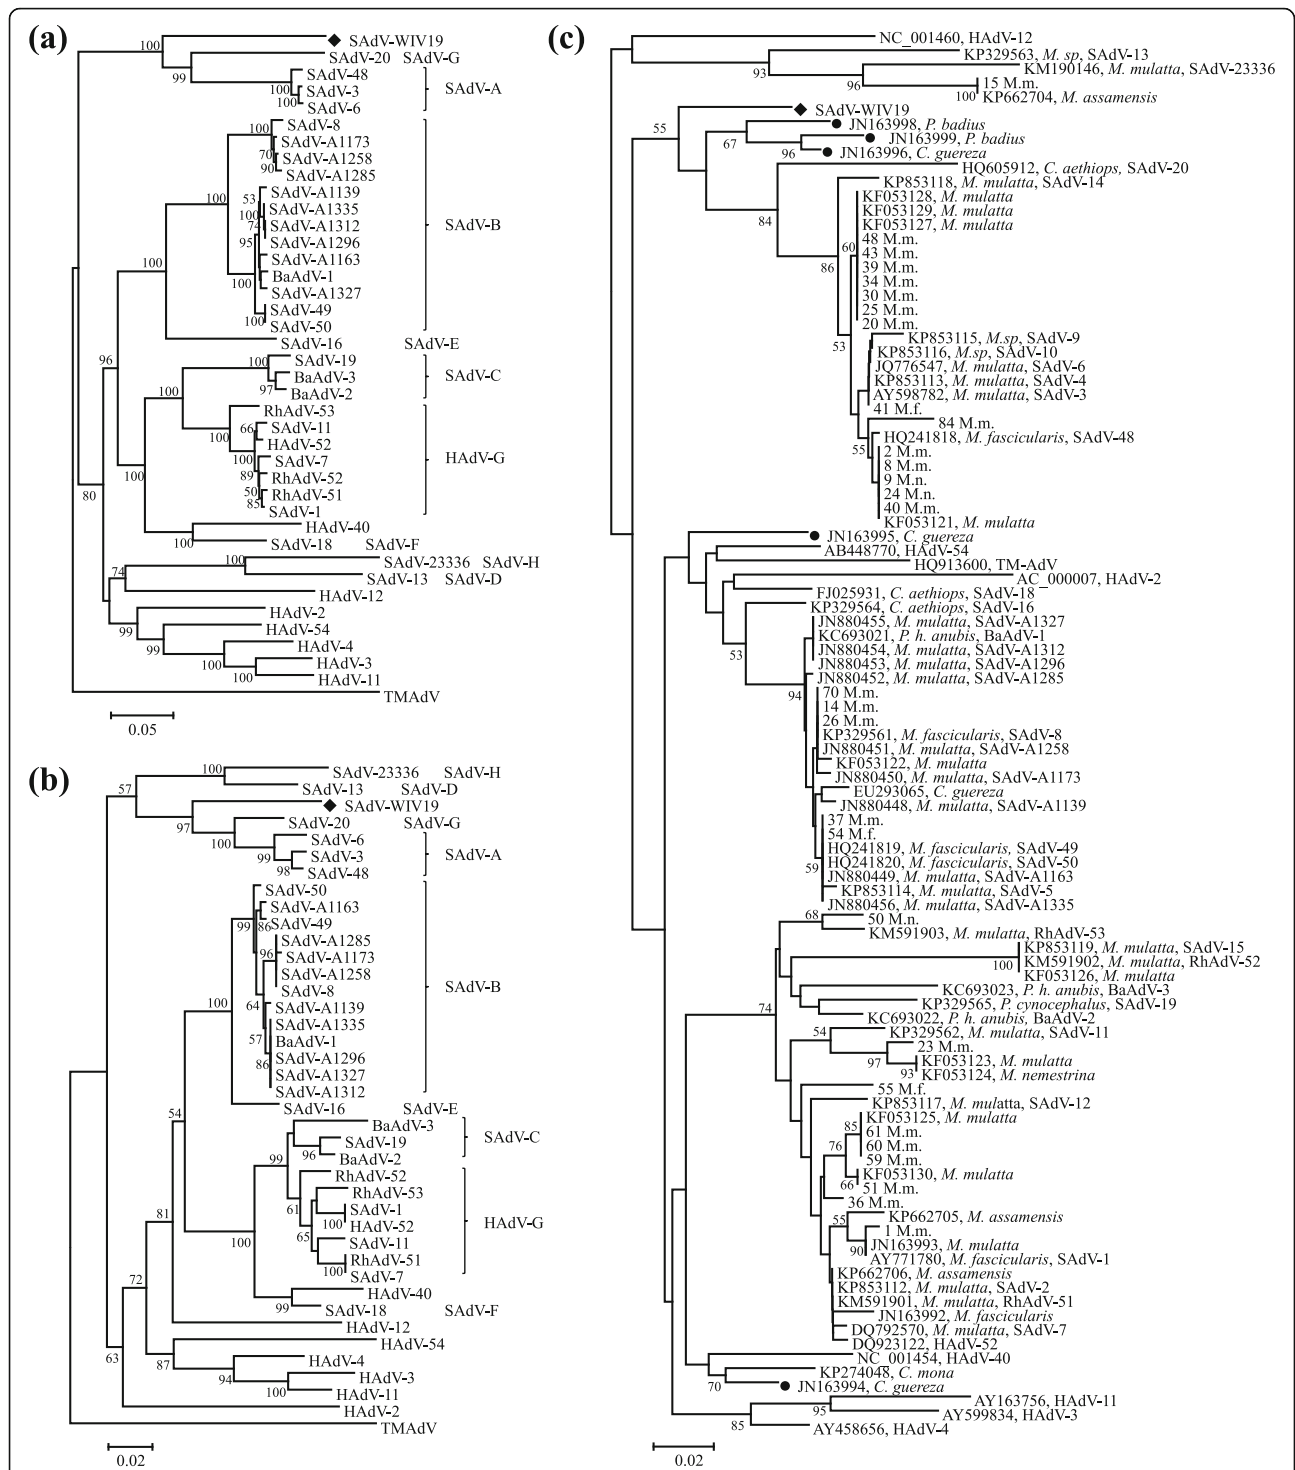 (a)
SAdV-WIV19
SAdV-20 SAdV-G
SAdV-48
SAdV-3
SAdV-6
SAdV-A
SAdV-8
SAdV-A1173
SAdV-A1258
SAdV-A1285
SAdV-A1139
SAdV-A1335
SAdV-A1312
SAdV-A1296
SAdV-A1163
BaAdV-1
SAdV-A1327
SAdV-49
SAdV-50
SAdV-B
SAdV-16 SAdV-E
SAdV-19
BaAdV-3
BaAdV-2
SAdV-C
RhAdV-53
SAdV-11
HAdV-52
SAdV-7
RhAdV-52
RhAdV-51
SAdV-1
HAdV-G
HAdV-40
SAdV-18 SAdV-F
SAdV-23336 SAdV-H
SAdV-13 SAdV-D
HAdV-12
HAdV-2
HAdV-54
HAdV-4
HAdV-3
HAdV-11
TMAdV
100
99
100
100
100
70
90
53
100
74
95
100
100
100
100
100
97
100
66
100
89
50
85
100
100
96
80
100
74
99
99
100
100
0.05
(b)
SAdV-23336 SAdV-H
SAdV-13 SAdV-D
SAdV-WIV19
SAdV-20 SAdV-G
SAdV-6
SAdV-3
SAdV-48
SAdV-A
SAdV-50
SAdV-A1163
SAdV-49
SAdV-A1285
SAdV-A1173
SAdV-A1258
SAdV-8
SAdV-A1139
SAdV-A1335
BaAdV-1
SAdV-A1296
SAdV-A1327
SAdV-A1312
SAdV-B
SAdV-16 SAdV-E
BaAdV-3
SAdV-19
BaAdV-2
SAdV-C
RhAdV-52
RhAdV-53
SAdV-1
HAdV-52
SAdV-11
RhAdV-51
SAdV-7
HAdV-G
HAdV-40
SAdV-18 SAdV-F
HAdV-12
HAdV-54
HAdV-4
HAdV-3
HAdV-11
HAdV-2
TMAdV
100
57
97
100
99
98
99
86
96
64
57
86
100
54
99
96
61
100
65
100
100
99
81
72
63
87
94
100
0.02
(c)
NC_001460, HAdV-12
KP329563, M. sp, SAdV-13
KM190146, M. mulatta, SAdV-23336
15 M.m.
KP662704, M. assamensis
SAdV-WIV19
JN163998, P. badius
JN163999, P. badius
JN163996, C. guereza
HQ605912, C. aethiops, SAdV-20
KP853118, M. mulatta, SAdV-14
KF053128, M. mulatta
KF053129, M. mulatta
KF053127, M. mulatta
48 M.m.
43 M.m.
39 M.m.
34 M.m.
30 M.m.
25 M.m.
20 M.m.
KP853115, M.sp, SAdV-9
KP853116, M.sp, SAdV-10
JQ776547, M. mulatta, SAdV-6
KP853113, M. mulatta, SAdV-4
AY598782, M. mulatta, SAdV-3
41 M.f.
84 M.m.
HQ241818, M. fascicularis, SAdV-48
2 M.m.
8 M.m.
9 M.n.
24 M.n.
40 M.m.
KF053121, M. mulatta
JN163995, C. guereza
AB448770, HAdV-54
HQ913600, TM-AdV
AC_000007, HAdV-2
FJ025931, C. aethiops, SAdV-18
KP329564, C. aethiops, SAdV-16
JN880455, M. mulatta, SAdV-A1327
KC693021, P. h. anubis, BaAdV-1
JN880454, M. mulatta, SAdV-A1312
JN880453, M. mulatta, SAdV-A1296
JN880452, M. mulatta, SAdV-A1285
70 M.m.
14 M.m.
26 M.m.
KP329561, M. fascicularis, SAdV-8
JN880451, M. mulatta, SAdV-A1258
KF053122, M. mulatta
JN880450, M. mulatta, SAdV-A1173
EU293065, C. guereza
JN880448, M. mulatta, SAdV-A1139
37 M.m.
54 M.f.
HQ241819, M. fascicularis, SAdV-49
HQ241820, M. fascicularis, SAdV-50
JN880449, M. mulatta, SAdV-A1163
KP853114, M. mulatta, SAdV-5
JN880456, M. mulatta, SAdV-A1335
50 M.n.
KM591903, M. mulatta, RhAdV-53
KP853119, M. mulatta, SAdV-15
KM591902, M. mulatta, RhAdV-52
KF053126, M. mulatta
KC693023, P. h. anubis, BaAdV-3
KP329565, P. cynocephalus, SAdV-19
KC693022, P. h. anubis, BaAdV-2
KP329562, M. mulatta, SAdV-11
23 M.m.
KF053123, M. mulatta
KF053124, M. nemestrina
55 M.f.
KP853117, M. mulatta, SAdV-12
KF053125, M. mulatta
61 M.m.
60 M.m.
59 M.m.
KF053130, M. mulatta
51 M.m.
36 M.m.
KP662705, M. assamensis
1 M.m.
JN163993, M. mulatta
AY771780, M. fascicularis, SAdV-1
KP662706, M. assamensis
KP853112, M. mulatta, SAdV-2
KM591901, M. mulatta, RhAdV-51
JN163992, M. fascicularis
DQ792570, M. mulatta, SAdV-7
DQ923122, HAdV-52
NC_001454, HAdV-40
KP274048, C. mona
JN163994, C. guereza
AY163756, HAdV-11
AY599834, HAdV-3
AY458656, HAdV-4
93
96
100
55
67
96
84
86
60
53
55
53
94
59
68
100
74
54
97
93
85
76
66
55
90
70
95
85
0.02